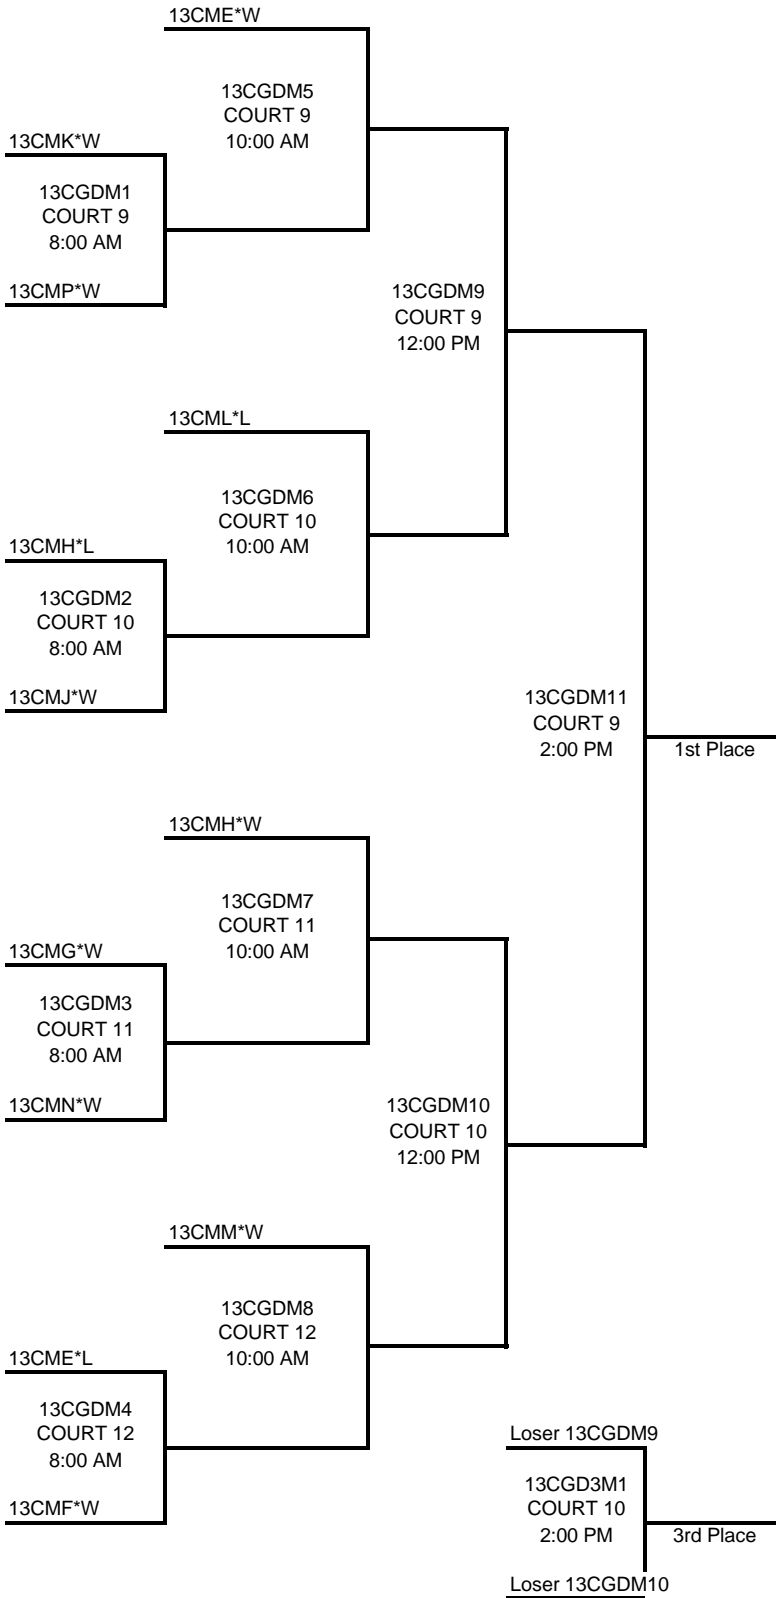 13CME*W
13CGDM5
COURT 9
10:00 AM
13CMK*W
13CGDM1
COURT 9
8:00 AM
13CMP*W
13CGDM9
COURT 9
12:00 PM
13CML*L
13CGDM6
COURT 10
10:00 AM
13CMH*L
13CGDM2
COURT 10
8:00 AM
13CMJ*W
13CGDM11
COURT 9
2:00 PM
1st Place
13CMH*W
13CGDM7
COURT 11
10:00 AM
13CMG*W
13CGDM3
COURT 11
8:00 AM
13CMN*W
13CGDM10
COURT 10
12:00 PM
13CMM*W
13CGDM8
COURT 12
10:00 AM
13CME*L
13CGDM4
COURT 12
8:00 AM
13CMF*W
Loser 13CGDM9
13CGD3M1
COURT 10
2:00 PM
3rd Place
Loser 13CGDM10